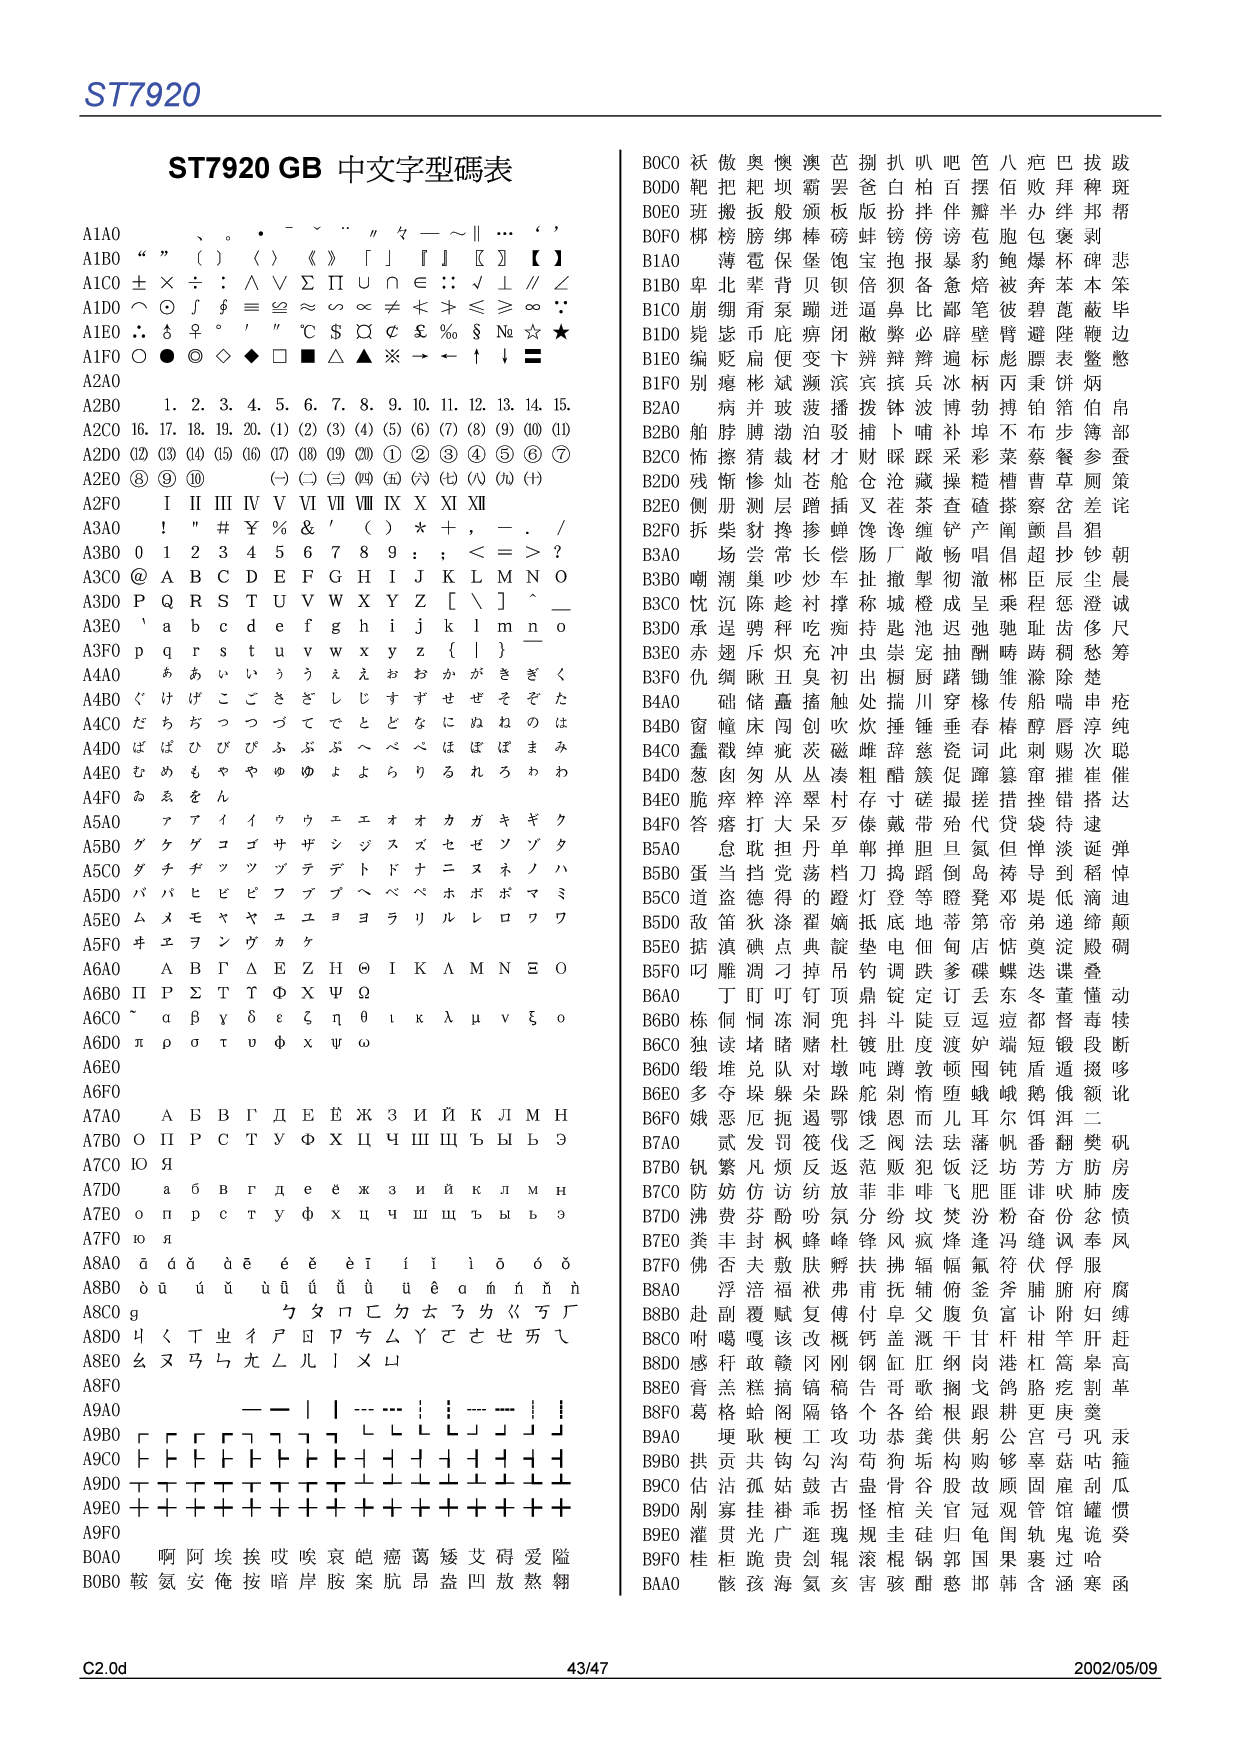 ST7920
ST7920 GB 中文字型碼表
A1A0 、 。 · ˉ ˇ ¨ 〃 々 — ～ ‖ … ‘ ’
A1B0 “ ” 〔 〕 〈 〉 《 》 「 」 『 』 〖 〗 【 】
A1C0 ± × ÷ ∶ ∧ ∨ ∑ ∏ ∪ ∩ ∈ ∷ √ ⊥ ∥ ∠
A1D0 ⌒ ⊙ ∫ ∮ ≡ ≌ ≈ ∽ ∝ ≠ ≮ ≯ ≤ ≥ ∞ ∵
A1E0 ∴ ♂ ♀ ° ′ ″ ℃ $ ¤ ￠ ￡ ‰ § № ☆ ★
A1F0 ○ ● ◎ ◇ ◆ □ ■ △ ▲ ※ → ← ↑ ↓ 〓
A2A0
A2B0 1. 2. 3. 4. 5. 6. 7. 8. 9. 10. 11. 12. 13. 14. 15.
A2C0 16. 17. 18. 19. 20. (1) (2) (3) (4) (5) (6) (7) (8) (9) (10) (11)
A2D0 (12) (13) (14) (15) (16) (17) (18) (19) (20) ① ② ③ ④ ⑤ ⑥ ⑦
A2E0 ⑧ ⑨ ⑩ ㈠ ㈡ ㈢ ㈣ ㈤ ㈥ ㈦ ㈧ ㈨ ㈩
A2F0 Ⅰ Ⅱ Ⅲ Ⅳ Ⅴ Ⅵ Ⅶ Ⅷ Ⅸ Ⅹ Ⅺ Ⅻ
A3A0 ! " # ¥ % & ' ( ) * + , - . /
A3B0 0 1 2 3 4 5 6 7 8 9 : ; < = > ?
A3C0 @ A B C D E F G H I J K L M N O
A3D0 P Q R S T U V W X Y Z [ \ ] ^ _
A3E0 ` a b c d e f g h i j k l m n o
A3F0 p q r s t u v w x y z { | } ￣
A4A0 ぁ あ ぃ い ぅ う ぇ え ぉ お か が き ぎ く
A4B0 ぐ け げ こ ご さ ざ し じ す ず せ ぜ そ ぞ た
A4C0 だ ち ぢ っ つ づ て で と ど な に ぬ ね の は
A4D0 ば ぱ ひ び ぴ ふ ぶ ぷ へ べ ぺ ほ ぼ ぽ ま み
A4E0 む め も ゃ や ゅ ゆ ょ よ ら り る れ ろ ゎ わ
A4F0 ゐ ゑ を ん
A5A0 ァ ア ィ イ ゥ ウ ェ エ ォ オ カ ガ キ ギ ク
A5B0 グ ケ ゲ コ ゴ サ ザ シ ジ ス ズ セ ゼ ソ ゾ タ
A5C0 ダ チ ヂ ッ ツ ヅ テ デ ト ド ナ ニ ヌ ネ ノ ハ
A5D0 バ パ ヒ ビ ピ フ ブ プ ヘ ベ ペ ホ ボ ポ マ ミ
A5E0 ム メ モ ャ ヤ ュ ユ ョ ヨ ラ リ ル レ ロ ヮ ワ
A5F0 ヰ ヱ ヲ ン ヴ ヵ ヶ
A6A0 Α Β Γ Δ Ε Ζ Η Θ Ι Κ Λ Μ Ν Ξ Ο
A6B0 Π Ρ Σ Τ Υ Φ Χ Ψ Ω
A6C0 ~ α β γ δ ε ζ η θ ι κ λ μ ν ξ ο
A6D0 π ρ σ τ υ φ χ ψ ω
A6E0
A6F0
A7A0 А Б В Г Д Е Ё Ж З И Й К Л М Н
A7B0 О П Р С Т У Ф Х Ц Ч Ш Щ Ъ Ы Ь Э
A7C0 Ю Я
A7D0 а б в г д е ё ж з и й к л м н
A7E0 о п р с т у ф х ц ч ш щ ъ ы ь э
A7F0 ю я
A8A0 ā á ǎ à ē é ě è ī í ǐ ì ō ó ǒ
A8B0 ò ū ú ǔ ù ǖ ǘ ǚ ǜ ü ê ɑ ḿ ń ň ǹ
A8C0 ɡ ㄅ ㄆ ㄇ ㄈ ㄉ ㄊ ㄋ ㄌ ㄍ ㄎ ㄏ
A8D0 ㄐ ㄑ ㄒ ㄓ ㄔ ㄕ ㄖ ㄗ ㄘ ㄙ ㄚ ㄛ ㄜ ㄝ ㄞ ㄟ
A8E0 ㄠ ㄡ ㄢ ㄣ ㄤ ㄥ ㄦ ㄧ ㄨ ㄩ
A8F0
A9A0 ─ ━ │ ┃ ┄ ┅ ┆ ┇ ┈ ┉ ┊ ┋
A9B0 ┌ ┍ ┎ ┏ ┐ ┑ ┒ ┓ └ ┕ ┖ ┗ ┘ ┙ ┚ ┛
A9C0 ├ ┝ ┞ ┟ ┠ ┡ ┢ ┣ ┤ ┥ ┦ ┧ ┨ ┩ ┪ ┫
A9D0 ┬ ┭ ┮ ┯ ┰ ┱ ┲ ┳ ┴ ┵ ┶ ┷ ┸ ┹ ┺ ┻
A9E0 ┼ ┽ ┾ ┿ ╀ ╁ ╂ ╃ ╄ ╅ ╆ ╇ ╈ ╉ ╊ ╋
A9F0
B0A0 啊 阿 埃 挨 哎 唉 哀 皑 癌 蔼 矮 艾 碍 爱 隘
B0B0 鞍 氨 安 俺 按 暗 岸 胺 案 肮 昂 盎 凹 敖 熬 翱
B0C0 袄 傲 奥 懊 澳 芭 捌 扒 叭 吧 笆 八 疤 巴 拔 跋
B0D0 靶 把 耙 坝 霸 罢 爸 白 柏 百 摆 佰 败 拜 稗 斑
B0E0 班 搬 扳 般 颁 板 版 扮 拌 伴 瓣 半 办 绊 邦 帮
B0F0 梆 榜 膀 绑 棒 磅 蚌 镑 傍 谤 苞 胞 包 褒 剥
B1A0 薄 雹 保 堡 饱 宝 抱 报 暴 豹 鲍 爆 杯 碑 悲
B1B0 卑 北 辈 背 贝 钡 倍 狈 备 惫 焙 被 奔 苯 本 笨
B1C0 崩 绷 甭 泵 蹦 迸 逼 鼻 比 鄙 笔 彼 碧 蓖 蔽 毕
B1D0 毙 毖 币 庇 痹 闭 敝 弊 必 辟 壁 臂 避 陛 鞭 边
B1E0 编 贬 扁 便 变 卞 辨 辩 辫 遍 标 彪 膘 表 鳖 憋
B1F0 别 瘪 彬 斌 濒 滨 宾 摈 兵 冰 柄 丙 秉 饼 炳
B2A0 病 并 玻 菠 播 拨 钵 波 博 勃 搏 铂 箔 伯 帛
B2B0 舶 脖 膊 渤 泊 驳 捕 卜 哺 补 埠 不 布 步 簿 部
B2C0 怖 擦 猜 裁 材 才 财 睬 踩 采 彩 菜 蔡 餐 参 蚕
B2D0 残 惭 惨 灿 苍 舱 仓 沧 藏 操 糙 槽 曹 草 厕 策
B2E0 侧 册 测 层 蹭 插 叉 茬 茶 查 碴 搽 察 岔 差 诧
B2F0 拆 柴 豺 搀 掺 蝉 馋 谗 缠 铲 产 阐 颤 昌 猖
B3A0 场 尝 常 长 偿 肠 厂 敞 畅 唱 倡 超 抄 钞 朝
B3B0 嘲 潮 巢 吵 炒 车 扯 撤 掣 彻 澈 郴 臣 辰 尘 晨
B3C0 忱 沉 陈 趁 衬 撑 称 城 橙 成 呈 乘 程 惩 澄 诚
B3D0 承 逞 骋 秤 吃 痴 持 匙 池 迟 弛 驰 耻 齿 侈 尺
B3E0 赤 翅 斥 炽 充 冲 虫 崇 宠 抽 酬 畴 踌 稠 愁 筹
B3F0 仇 绸 瞅 丑 臭 初 出 橱 厨 躇 锄 雏 滁 除 楚
B4A0 础 储 矗 搐 触 处 揣 川 穿 椽 传 船 喘 串 疮
B4B0 窗 幢 床 闯 创 吹 炊 捶 锤 垂 春 椿 醇 唇 淳 纯
B4C0 蠢 戳 绰 疵 茨 磁 雌 辞 慈 瓷 词 此 刺 赐 次 聪
B4D0 葱 囱 匆 从 丛 凑 粗 醋 簇 促 蹿 篡 窜 摧 崔 催
B4E0 脆 瘁 粹 淬 翠 村 存 寸 磋 撮 搓 措 挫 错 搭 达
B4F0 答 瘩 打 大 呆 歹 傣 戴 带 殆 代 贷 袋 待 逮
B5A0 怠 耽 担 丹 单 郸 掸 胆 旦 氮 但 惮 淡 诞 弹
B5B0 蛋 当 挡 党 荡 档 刀 捣 蹈 倒 岛 祷 导 到 稻 悼
B5C0 道 盗 德 得 的 蹬 灯 登 等 瞪 凳 邓 堤 低 滴 迪
B5D0 敌 笛 狄 涤 翟 嫡 抵 底 地 蒂 第 帝 弟 递 缔 颠
B5E0 掂 滇 碘 点 典 靛 垫 电 佃 甸 店 惦 奠 淀 殿 碉
B5F0 叼 雕 凋 刁 掉 吊 钓 调 跌 爹 碟 蝶 迭 谍 叠
B6A0 丁 盯 叮 钉 顶 鼎 锭 定 订 丢 东 冬 董 懂 动
B6B0 栋 侗 恫 冻 洞 兜 抖 斗 陡 豆 逗 痘 都 督 毒 犊
B6C0 独 读 堵 睹 赌 杜 镀 肚 度 渡 妒 端 短 锻 段 断
B6D0 缎 堆 兑 队 对 墩 吨 蹲 敦 顿 囤 钝 盾 遁 掇 哆
B6E0 多 夺 垛 躲 朵 跺 舵 剁 惰 堕 蛾 峨 鹅 俄 额 讹
B6F0 娥 恶 厄 扼 遏 鄂 饿 恩 而 儿 耳 尔 饵 洱 二
B7A0 贰 发 罚 筏 伐 乏 阀 法 珐 藩 帆 番 翻 樊 矾
B7B0 钒 繁 凡 烦 反 返 范 贩 犯 饭 泛 坊 芳 方 肪 房
B7C0 防 妨 仿 访 纺 放 菲 非 啡 飞 肥 匪 诽 吠 肺 废
B7D0 沸 费 芬 酚 吩 氛 分 纷 坟 焚 汾 粉 奋 份 忿 愤
B7E0 粪 丰 封 枫 蜂 峰 锋 风 疯 烽 逢 冯 缝 讽 奉 凤
B7F0 佛 否 夫 敷 肤 孵 扶 拂 辐 幅 氟 符 伏 俘 服
B8A0 浮 涪 福 袱 弗 甫 抚 辅 俯 釜 斧 脯 腑 府 腐
B8B0 赴 副 覆 赋 复 傅 付 阜 父 腹 负 富 讣 附 妇 缚
B8C0 咐 噶 嘎 该 改 概 钙 盖 溉 干 甘 杆 柑 竿 肝 赶
B8D0 感 秆 敢 赣 冈 刚 钢 缸 肛 纲 岗 港 杠 篙 皋 高
B8E0 膏 羔 糕 搞 镐 稿 告 哥 歌 搁 戈 鸽 胳 疙 割 革
B8F0 葛 格 蛤 阁 隔 铬 个 各 给 根 跟 耕 更 庚 羹
B9A0 埂 耿 梗 工 攻 功 恭 龚 供 躬 公 宫 弓 巩 汞
B9B0 拱 贡 共 钩 勾 沟 苟 狗 垢 构 购 够 辜 菇 咕 箍
B9C0 估 沽 孤 姑 鼓 古 蛊 骨 谷 股 故 顾 固 雇 刮 瓜
B9D0 剐 寡 挂 褂 乖 拐 怪 棺 关 官 冠 观 管 馆 罐 惯
B9E0 灌 贯 光 广 逛 瑰 规 圭 硅 归 龟 闺 轨 鬼 诡 癸
B9F0 桂 柜 跪 贵 刽 辊 滚 棍 锅 郭 国 果 裹 过 哈
BAA0 骸 孩 海 氦 亥 害 骇 酣 憨 邯 韩 含 涵 寒 函
C2.0d 43/47 2002/05/09